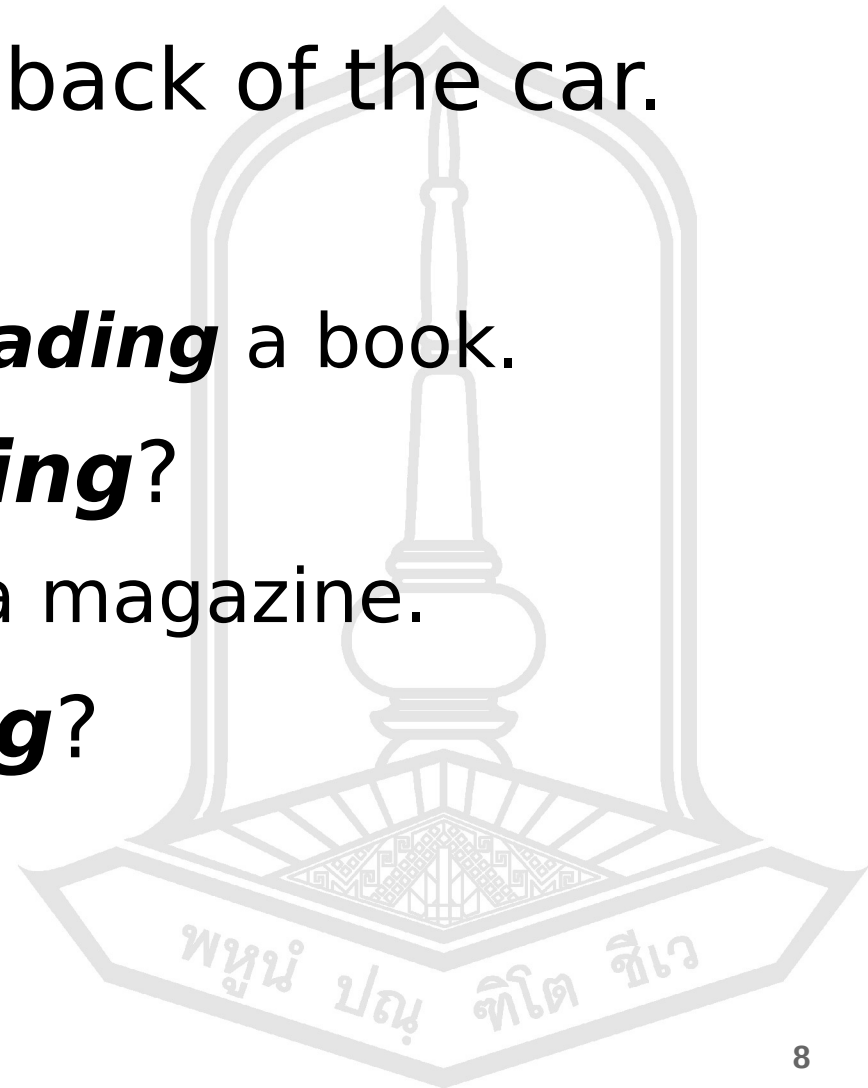 back of the car.
ading a book.
ing?
a magazine.
g?
พหูนํ ปณฺ ฑิโต ชีเว
8